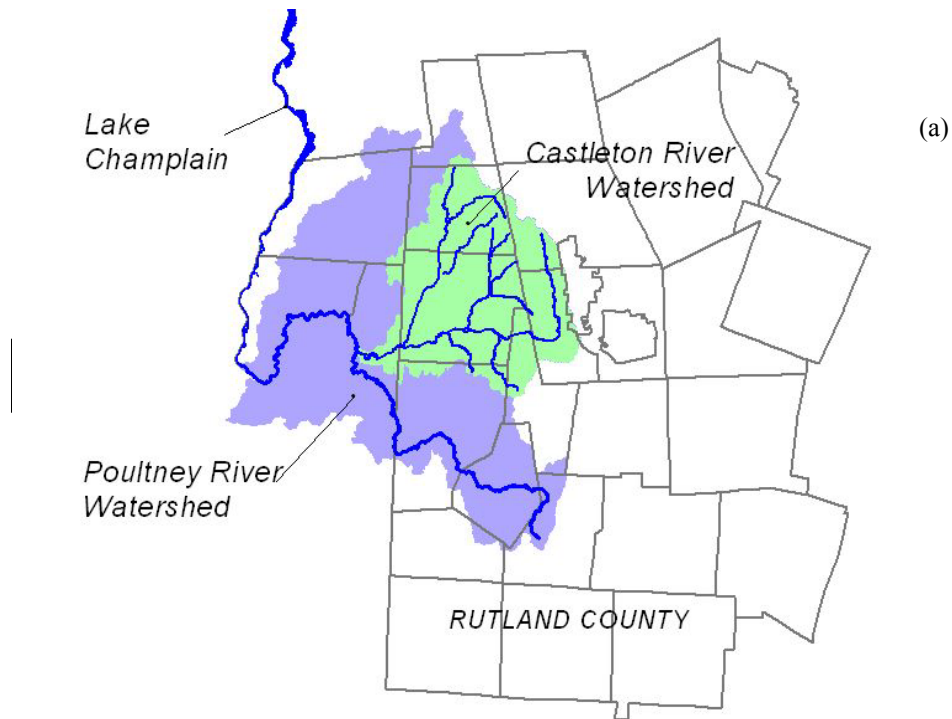 Lake
Champlain
(a)
Castleton River
Watershed
Poultney River
Watershed
RUTLAND COUNTY